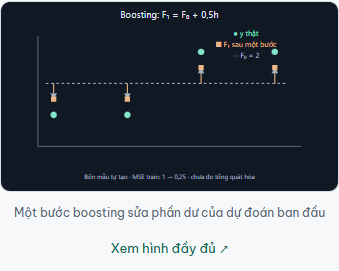 Boosting: F₁ = F₀ + 0,5h
y thật
F₁ sau một bước
F₀ = 2
Bốn mẫu tự tạo · MSE train: 1 → 0,25 · chưa đo tổng quát hóa
Một bước boosting sửa phần dư của dự đoán ban đầu
Xem hình đầy đủ ↗